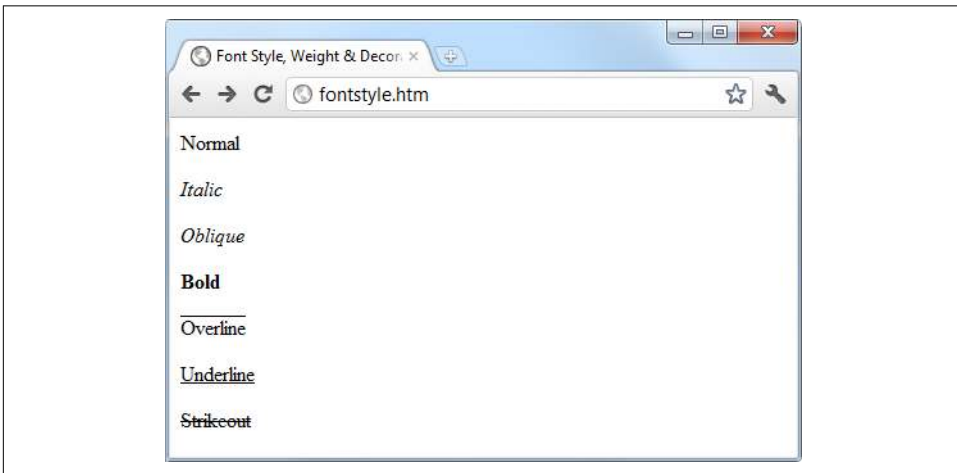 Font Style, Weight & Decor
fontstyle.htm
Normal
Italic
Oblique
Bold
Overline
Underline
Strikeout